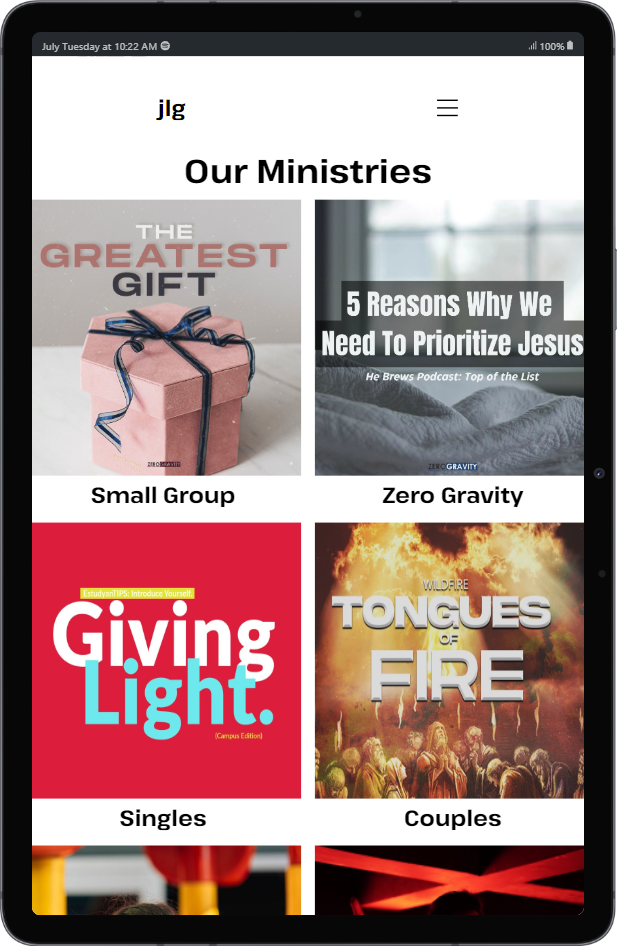 July Tuesday at 10:22 AM
100%
jlg
Our Ministries
THE
GREATEST
GIFT
ZERO GRAVITY
5 Reasons Why We
Need To Prioritize Jesus
He Brews Podcast: Top of the List
ZERO GRAVITY
Small Group
Zero Gravity
EstudyanTIPS: Introduce Yourself.
Giving
Light.
(Campus Edition)
WILDFIRE
TONGUES
OF
FIRE
Singles
Couples